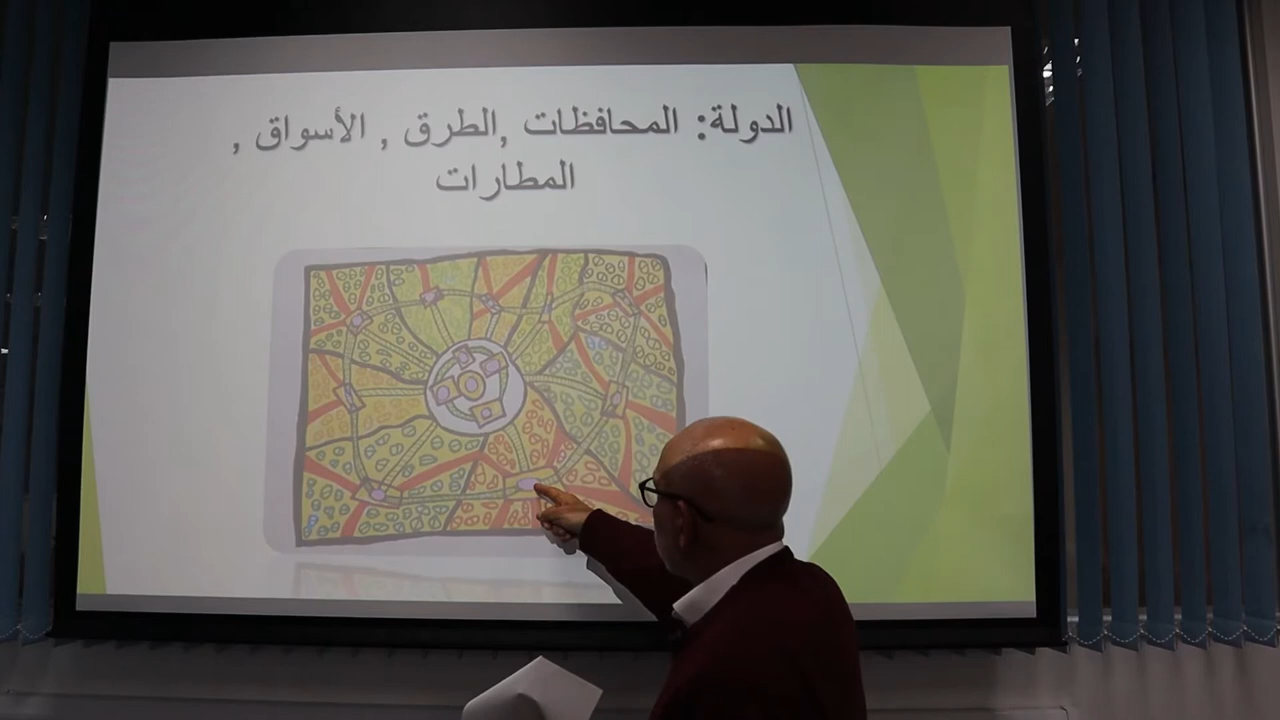 الدولة: المحافظات ,الطرق , الأسواق ,
المطارات